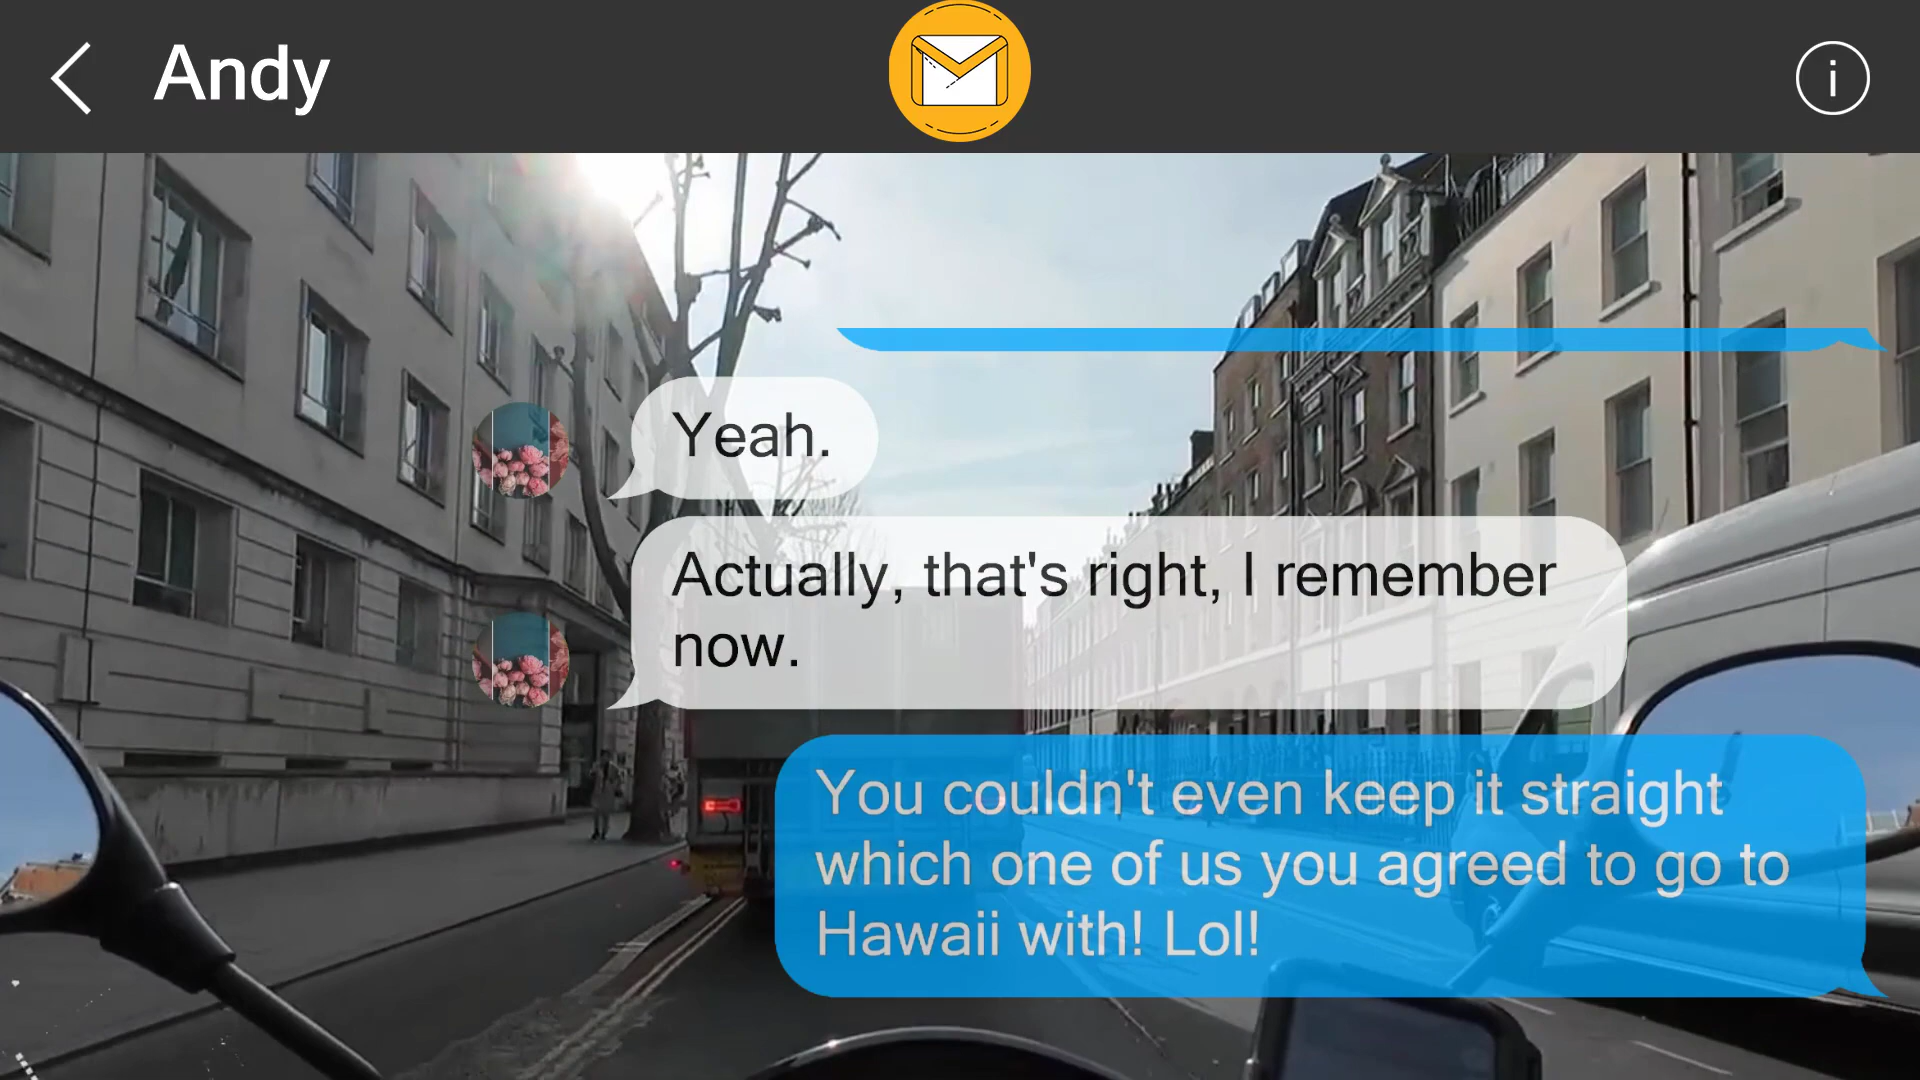 Andy
Yeah.
Actually, that's right, I remember
now.
You couldn't even keep it straight
which one of us you agreed to go to
Hawaii with! Lol!